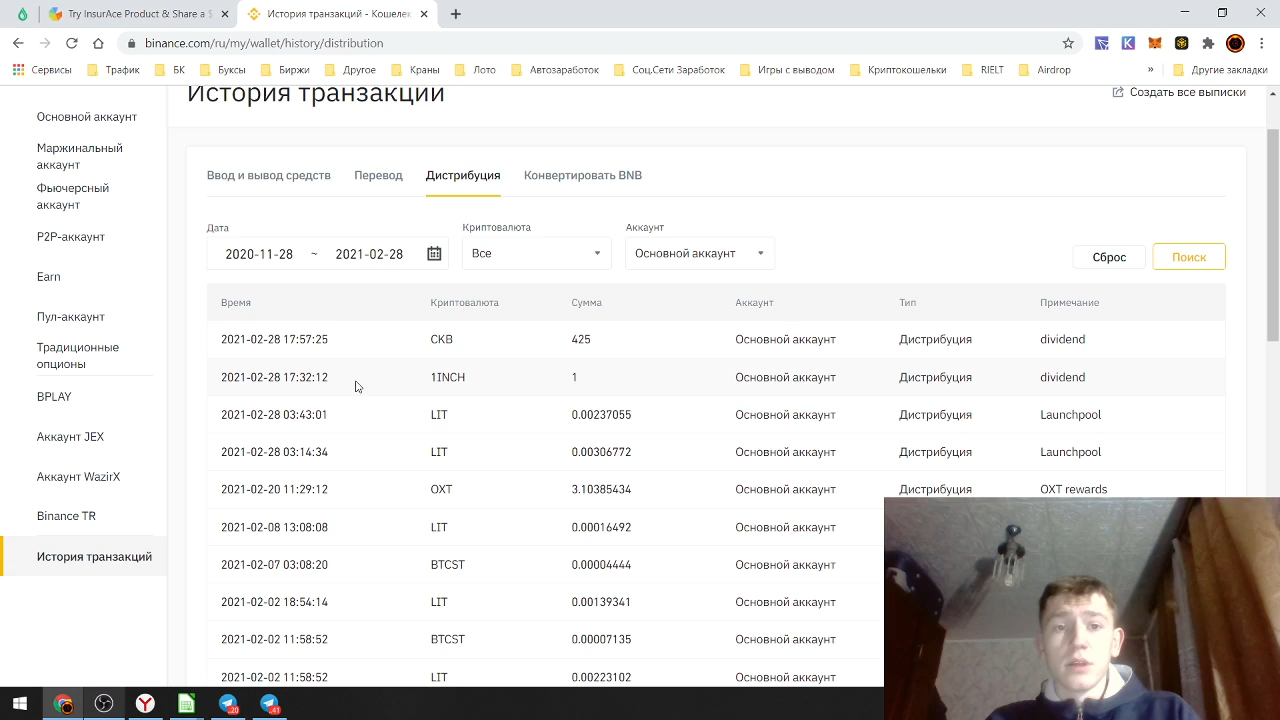 Try InsurAce Product & Share a $
История транзакций - Кошелек
binance.com/ru/my/wallet/history/distribution
Сервисы
Трафик
БК
Буксы
Биржи
Другое
Краны
Лото
Автозаработок
Соц.Сети Заработок
Игры с выводом
Криптокошельки
RIELT
Airdrop
»
Другие закладки
История транзакций
Создать все выписки
Основной аккаунт
Маржинальный
аккаунт
Фьючерсный
аккаунт
P2P-аккаунт
Earn
Пул-аккаунт
Традиционные
опционы
BPLAY
Аккаунт JEX
Аккаунт WazirX
Binance TR
История транзакций
Ввод и вывод средств Перевод Дистрибуция Конвертировать BNB
Дата Криптовалюта Аккаунт
2020-11-28 ~ 2021-02-28 Все Основной аккаунт Сброс Поиск
Время Криптовалюта Сумма Аккаунт Тип Примечание
2021-02-28 17:57:25 CKB 425 Основной аккаунт Дистрибуция dividend
2021-02-28 17:32:12 1INCH 1 Основной аккаунт Дистрибуция dividend
2021-02-28 03:43:01 LIT 0.00237055 Основной аккаунт Дистрибуция Launchpool
2021-02-28 03:14:34 LIT 0.00306772 Основной аккаунт Дистрибуция Launchpool
2021-02-20 11:29:12 OXT 3.10385434 Основной аккаунт Дистрибуция OXT rewards
2021-02-08 13:08:08 LIT 0.00016492 Основной аккаунт
2021-02-07 03:08:20 BTCST 0.00004444 Основной аккаунт
2021-02-02 18:54:14 LIT 0.00139341 Основной аккаунт
2021-02-02 11:58:52 BTCST 0.00007135 Основной аккаунт
2021-02-02 11:58:52 LIT 0.00223102 Основной аккаунт